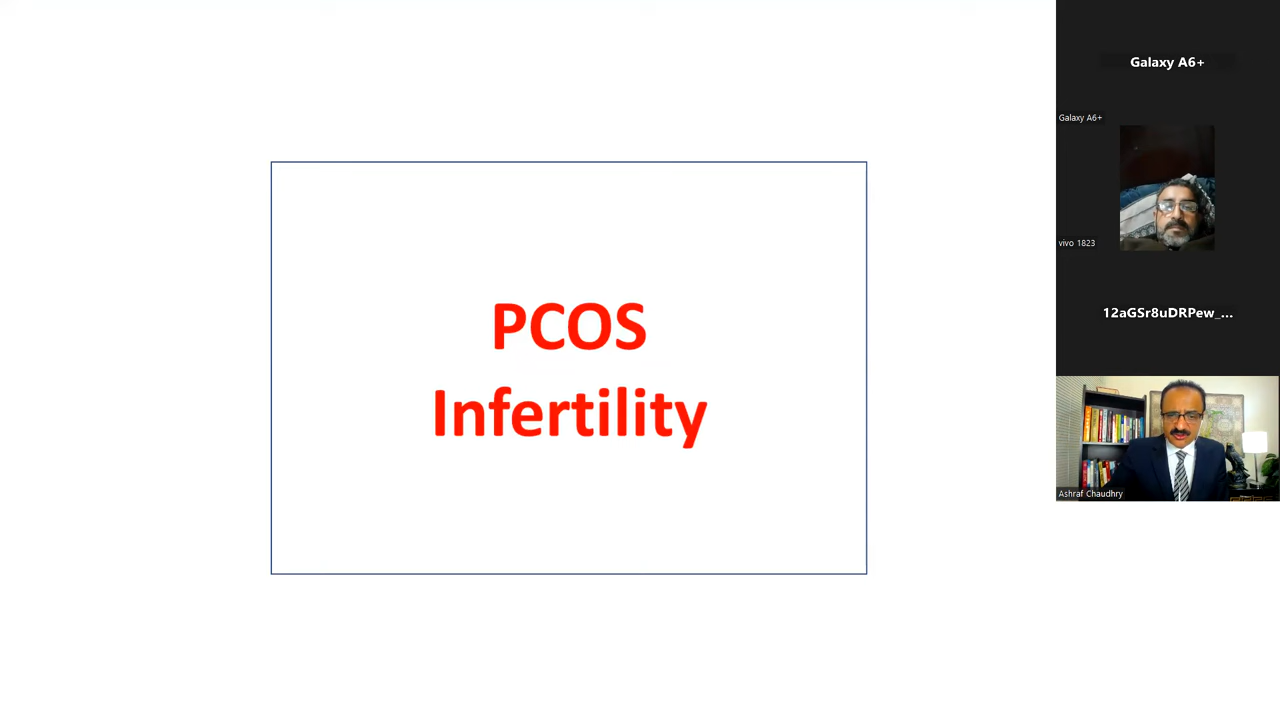 PCOS
Infertility
Galaxy A6+
Galaxy A6+
vivo 1823
12aGSr8uDRPew_...
Ashraf Chaudhry